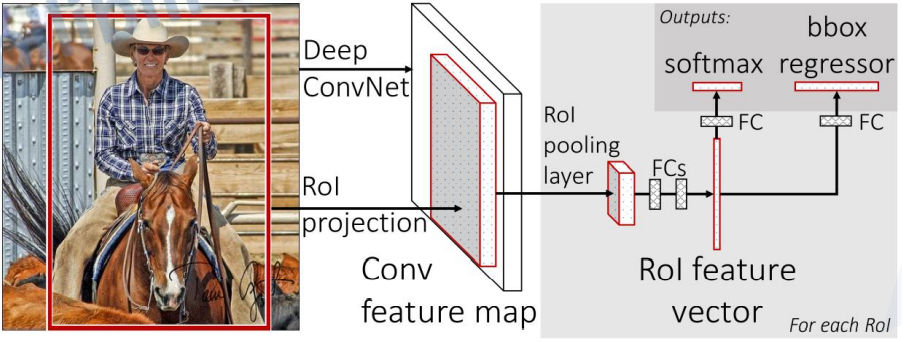 Deep
ConvNet
RoI
projection
Conv
feature map
RoI
pooling
layer
FCs
RoI feature
vector
For each RoI
Outputs:
softmax
bbox
regressor
FC
FC